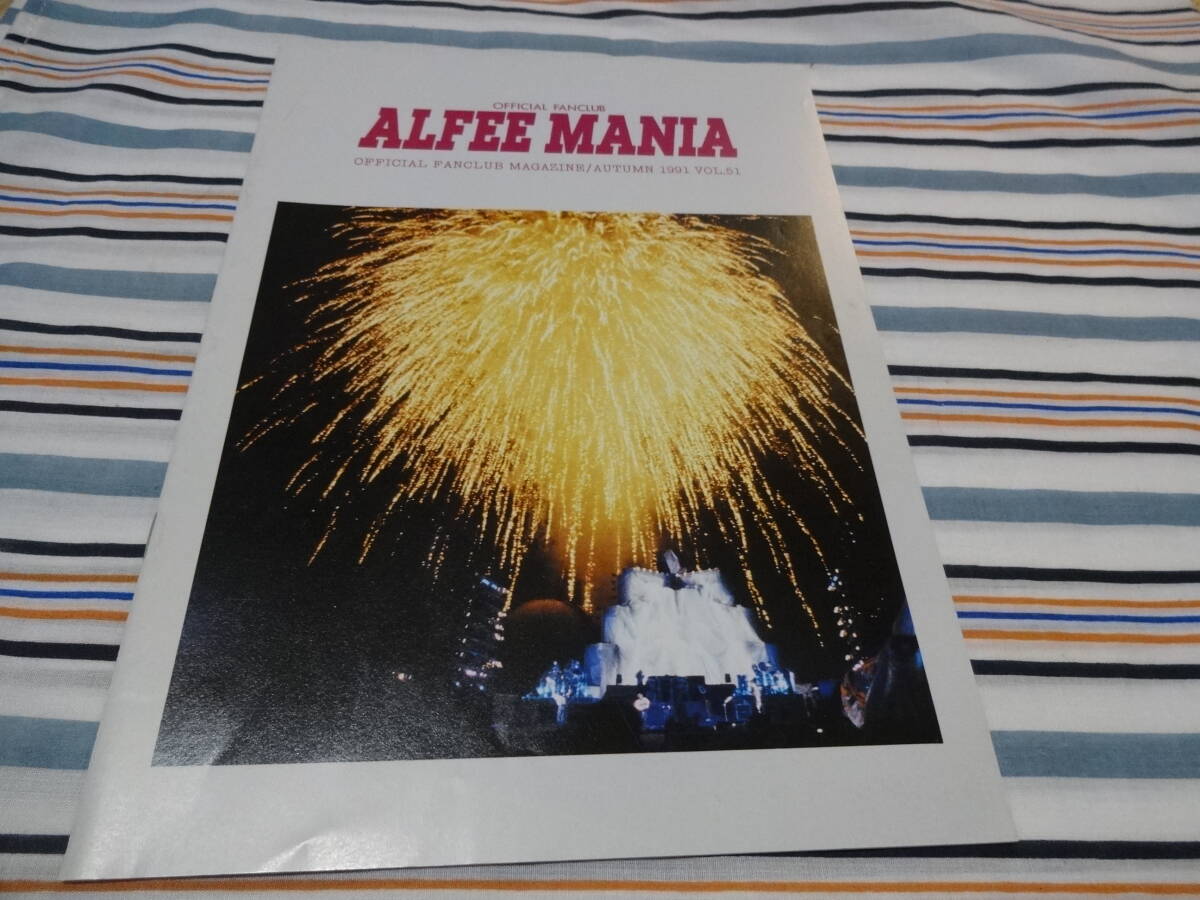 OFFICIAL FANCLUB
ALFEE MANIA
OFFICIAL FANCLUB MAGAZINE/AUTUMN 1991 VOL.51